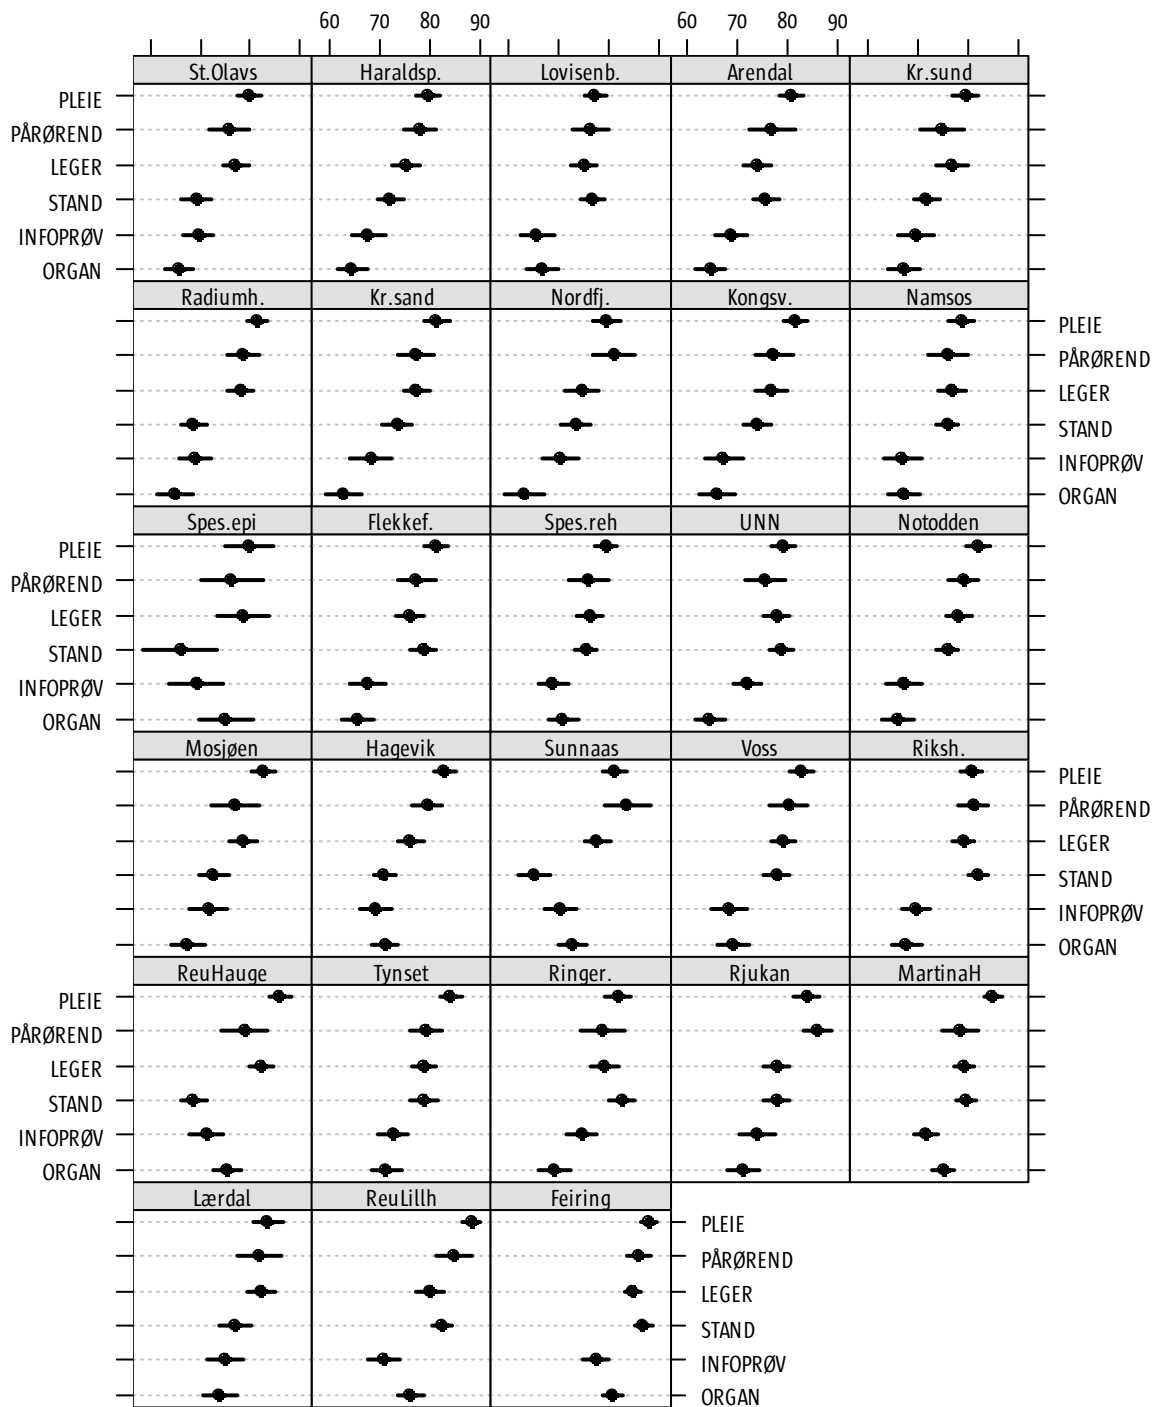 60 70 80 90 60 70 80 90
St.Olavs Haraldsp. Lovisenb. Arendal Kr.sund
PLEIE
PÅRØREND
LEGER
STAND
INFOPRØV
ORGAN
Radiumh. Kr.sand Nordfj. Kongsv. Namsos
PLEIE
PÅRØREND
LEGER
STAND
INFOPRØV
ORGAN
Spes.epi Flekkef. Spes.reh UNN Notodden
PLEIE
PÅRØREND
LEGER
STAND
INFOPRØV
ORGAN
Mosjøen Hagevik Sunnaas Voss Riksh.
PLEIE
PÅRØREND
LEGER
STAND
INFOPRØV
ORGAN
ReuHauge Tynset Ringer. Rjukan MartinaH
PLEIE
PÅRØREND
LEGER
STAND
INFOPRØV
ORGAN
Lærdal ReuLillh Feiring
PLEIE
PÅRØREND
LEGER
STAND
INFOPRØV
ORGAN